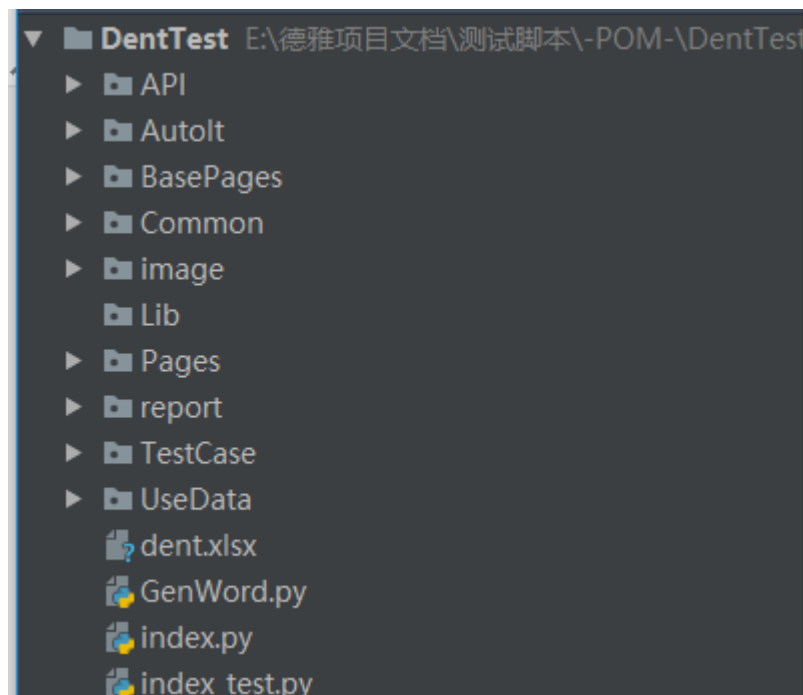 DentTest E:\德雅项目文档\测试脚本\-POM-\DentTest
API
AutoIt
BasePages
Common
image
Lib
Pages
report
TestCase
UseData
dent.xlsx
GenWord.py
index.py
index_test.py